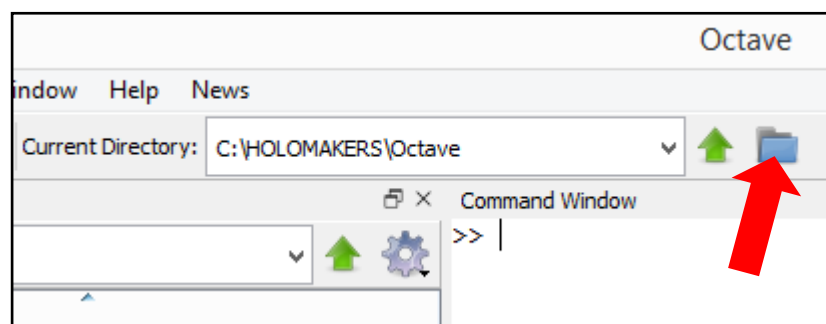 Octave
indow Help News
Current Directory: C:\HOLOMAKERS\Octave
Command Window
>>